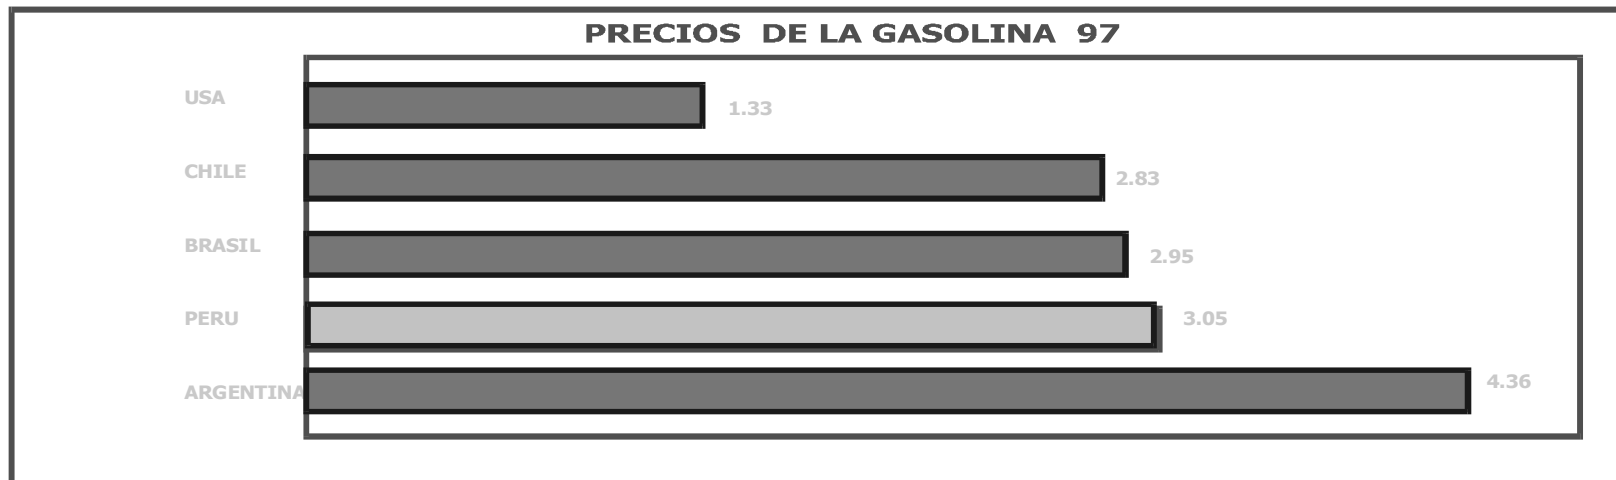 PRECIOS DE LA GASOLINA 97
USA 1.33
CHILE 2.83
BRASIL 2.95
PERU 3.05
ARGENTINA 4.36